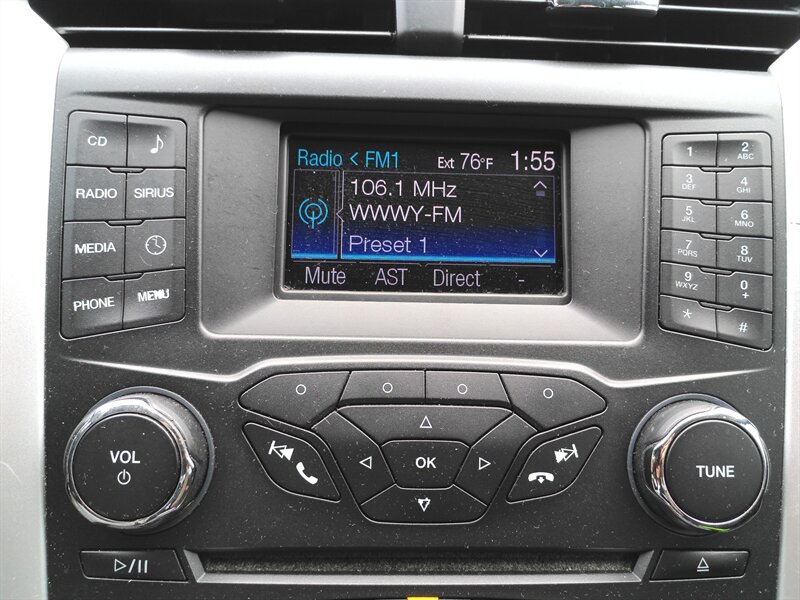 CD
RADIO SIRIUS
MEDIA
PHONE MENU
Radio < FM1 Ext 76°F 1:55
106.1 MHz
WWWY-FM
Preset 1
Mute AST Direct -
1 2 ABC
3 DEF 4 GHI
5 JKL 6 MNO
7 PQRS 8 TUV
9 WXYZ 0 +
* #
VOL
OK
TUNE